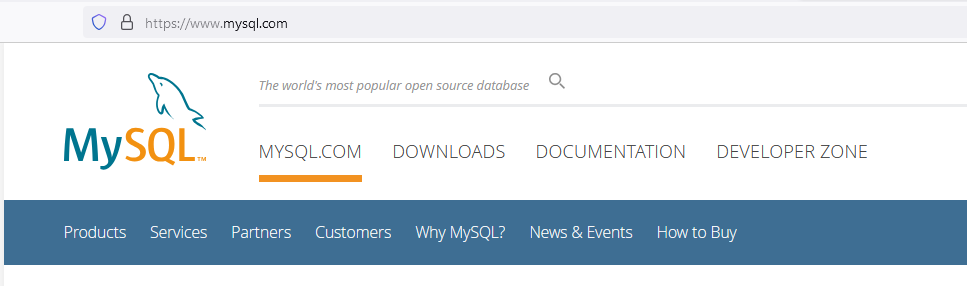 https://www.mysql.com
The world's most popular open source database
MySQL™
MYSQL.COM DOWNLOADS DOCUMENTATION DEVELOPER ZONE
Products Services Partners Customers Why MySQL? News & Events How to Buy